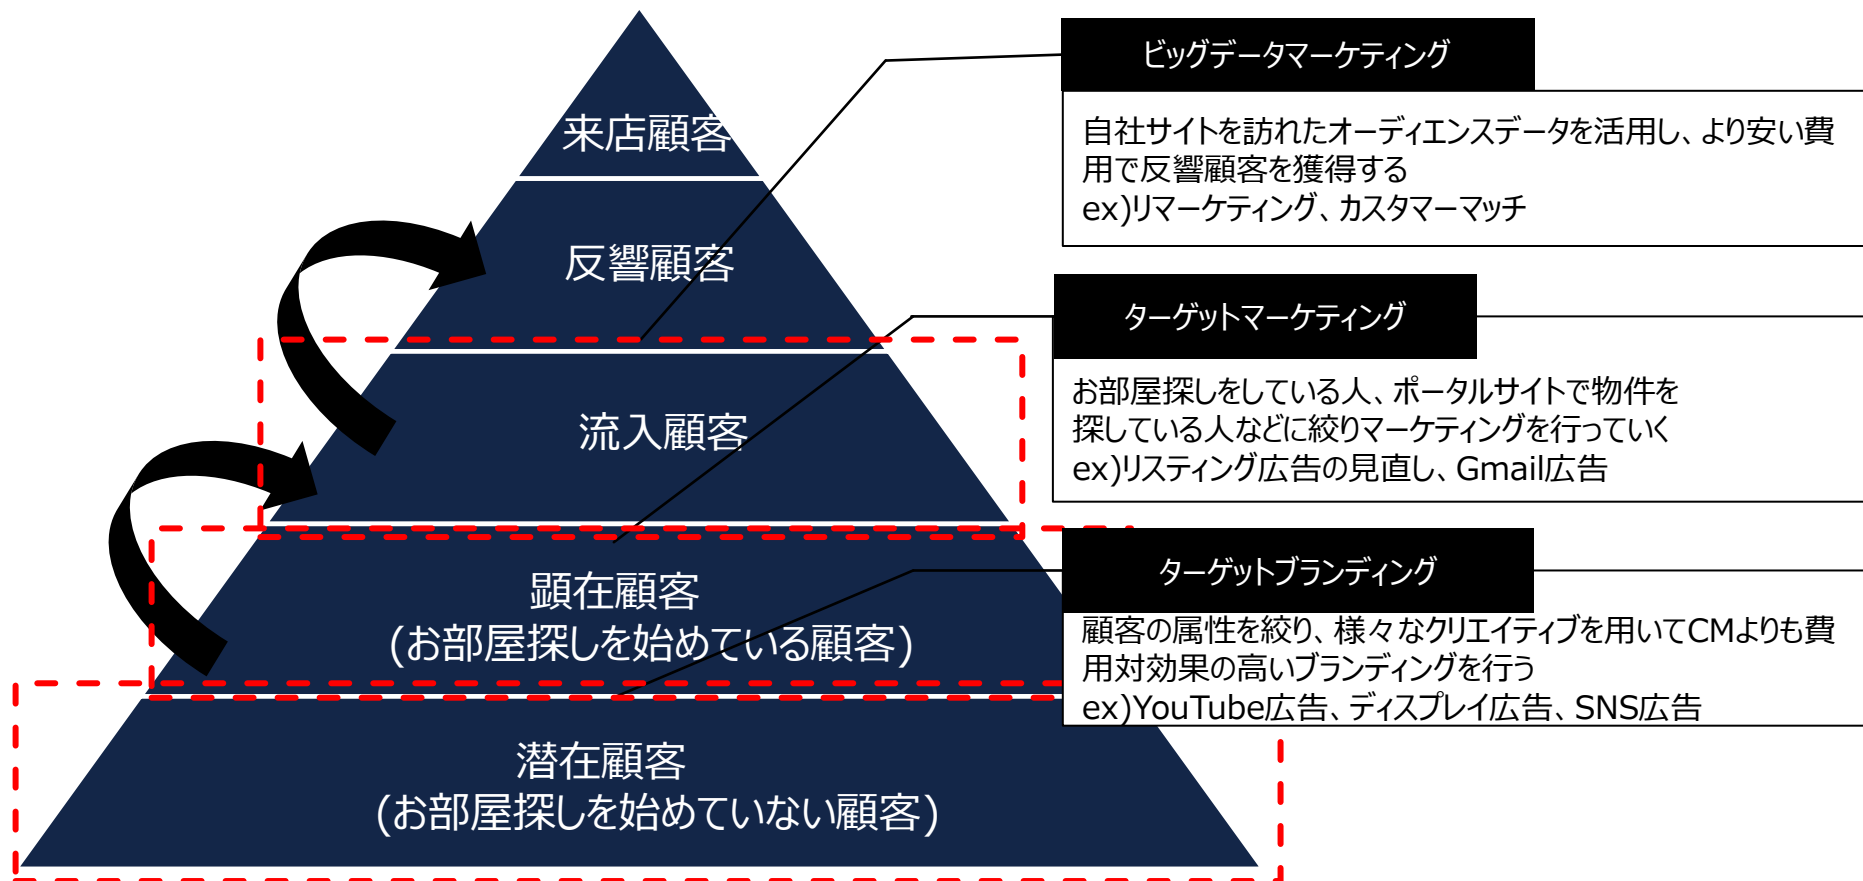 来店顧客
反響顧客
流入顧客
顕在顧客
(お部屋探しを始めている顧客)
潜在顧客
(お部屋探しを始めていない顧客)
ビッグデータマーケティング
自社サイトを訪れたオーディエンスデータを活用し、より安い費
用で反響顧客を獲得する
ex)リマーケティング、カスタマーマッチ
ターゲットマーケティング
お部屋探しをしている人、ポータルサイトで物件を
探している人などに絞りマーケティングを行っていく
ex)リスティング広告の見直し、Gmail広告
ターゲットブランディング
顧客の属性を絞り、様々なクリエイティブを用いてCMよりも費
用対効果の高いブランディングを行う
ex)YouTube広告、ディスプレイ広告、SNS広告